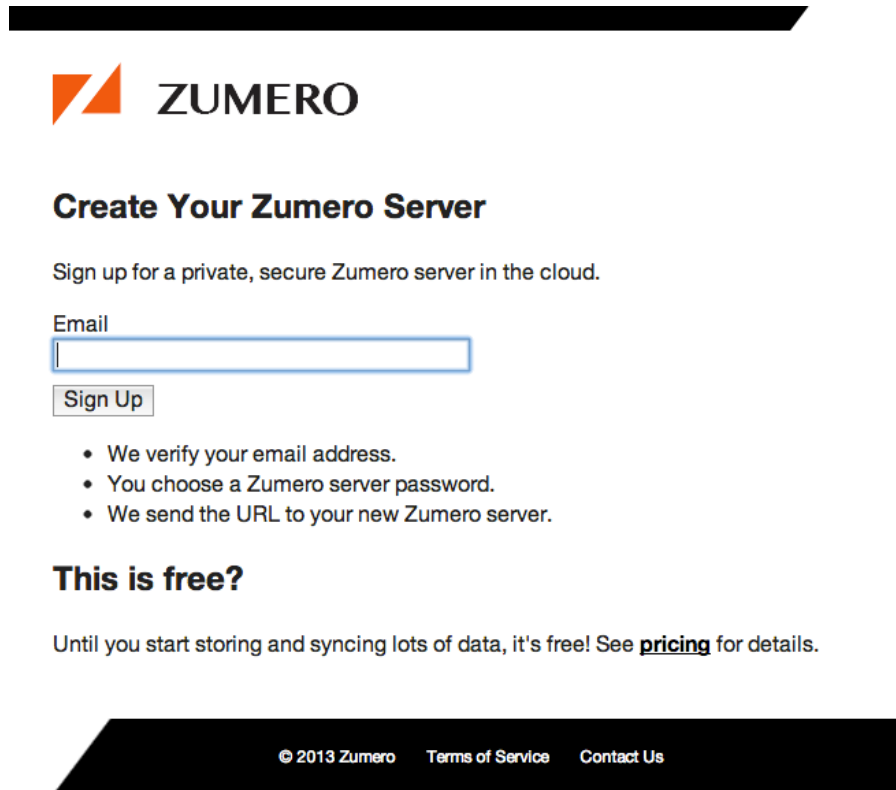 ZUMERO
Create Your Zumero Server
Sign up for a private, secure Zumero server in the cloud.
Email
Sign Up
• We verify your email address.
• You choose a Zumero server password.
• We send the URL to your new Zumero server.
This is free?
Until you start storing and syncing lots of data, it's free! See pricing for details.
© 2013 Zumero Terms of Service Contact Us